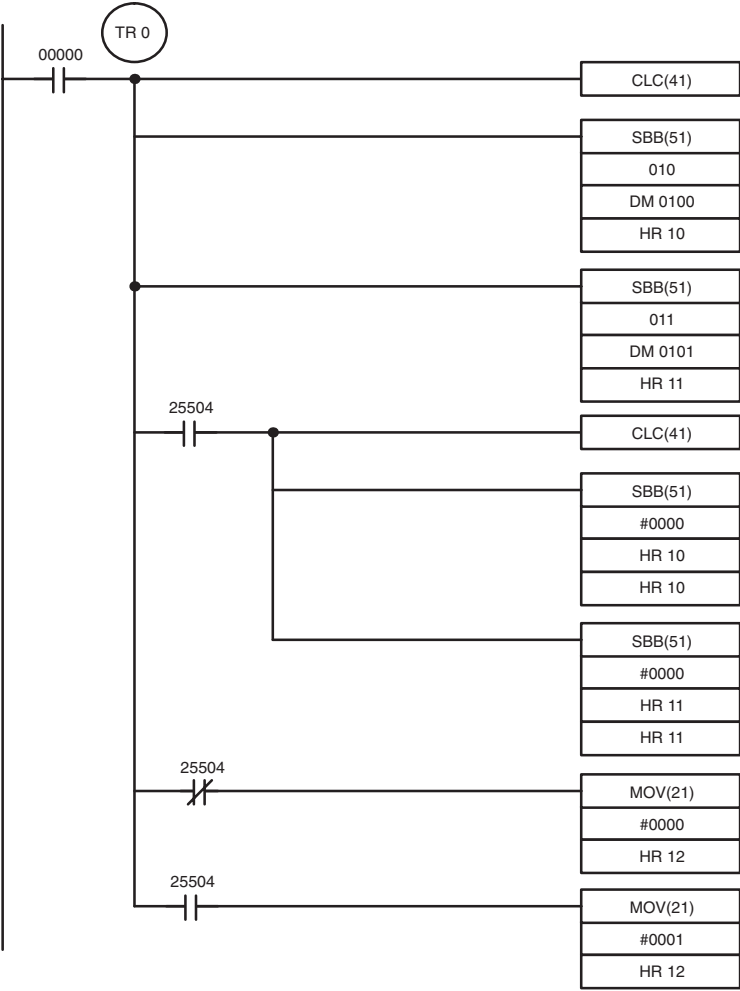 TR 0
00000
CLC(41)
SBB(51)
010
DM 0100
HR 10
SBB(51)
011
DM 0101
HR 11
25504
CLC(41)
SBB(51)
#0000
HR 10
HR 10
SBB(51)
#0000
HR 11
HR 11
25504
MOV(21)
#0000
HR 12
25504
MOV(21)
#0001
HR 12